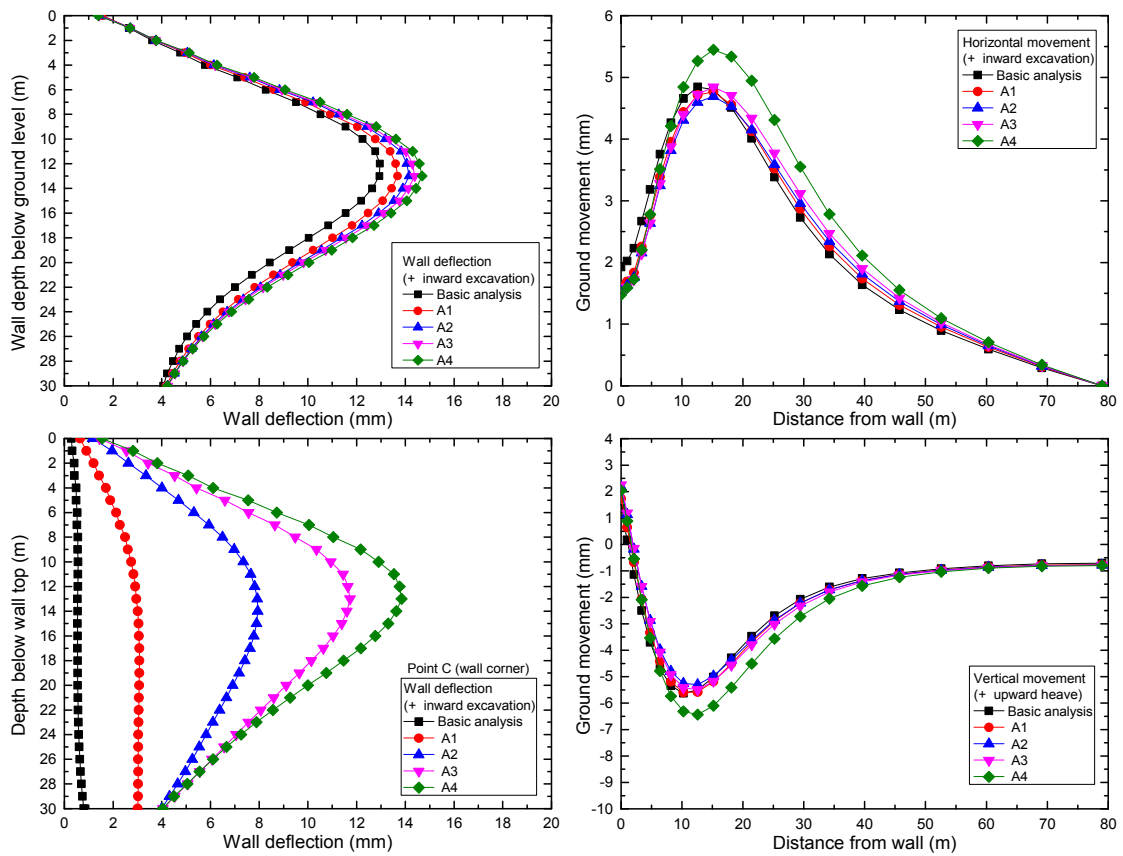 0 2 4 6 8 10 12 14 16 18 20
30
28
26
24
22
20
18
16
14
12
10
8
6
4
2
0
Wall depth below ground level (m)
Wall deflection (mm)
Wall deflection
(+ inward excavation)
Basic analysis
A1
A2
A3
A4
0 10 20 30 40 50 60 70 80
0
1
2
3
4
5
6
Ground movement (mm)
Distance from wall (m)
Horizontal movement
(+ inward excavation)
Basic analysis
A1
A2
A3
A4
0 2 4 6 8 10 12 14 16 18 20
30
28
26
24
22
20
18
16
14
12
10
8
6
4
2
0
Depth below wall top (m)
Wall deflection (mm)
Point C (wall corner)
Wall deflection
(+ inward excavation)
Basic analysis
A1
A2
A3
A4
0 10 20 30 40 50 60 70 80
-10
-9
-8
-7
-6
-5
-4
-3
-2
-1
0
1
2
3
4
Ground movement (mm)
Distance from wall (m)
Vertical movement
(+ upward heave)
Basic analysis
A1
A2
A3
A4